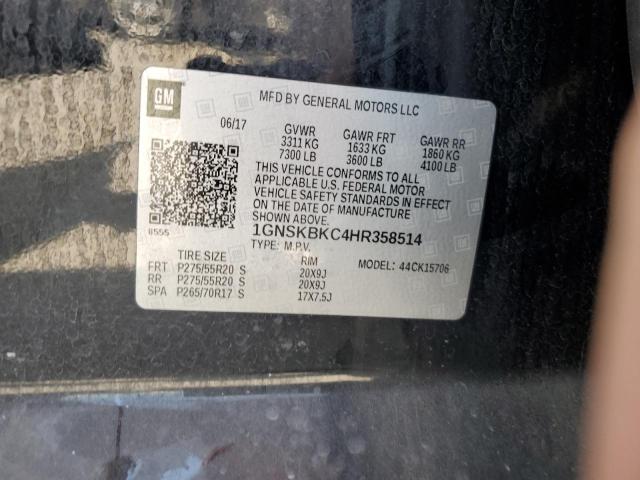 GM
MFD BY GENERAL MOTORS LLC
06/17 GVWR GAWR FRT GAWR RR
3311 KG 1633 KG 1860 KG
7300 LB 3600 LB 4100 LB
THIS VEHICLE CONFORMS TO ALL
APPLICABLE U.S. FEDERAL MOTOR
VEHICLE SAFETY STANDARDS IN EFFECT
ON THE DATE OF MANUFACTURE
SHOWN ABOVE.
8555 1GNSKBKC4HR358514
TYPE: M.P.V. MODEL: 44CK15706
TIRE SIZE RIM
FRT P275/55R20 S 20X9J
RR P275/55R20 S 20X9J
SPA P265/70R17 S 17X7.5J